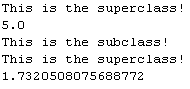 This is the superclass!
5.0
This is the subclass!
This is the superclass!
1.7320508075688772